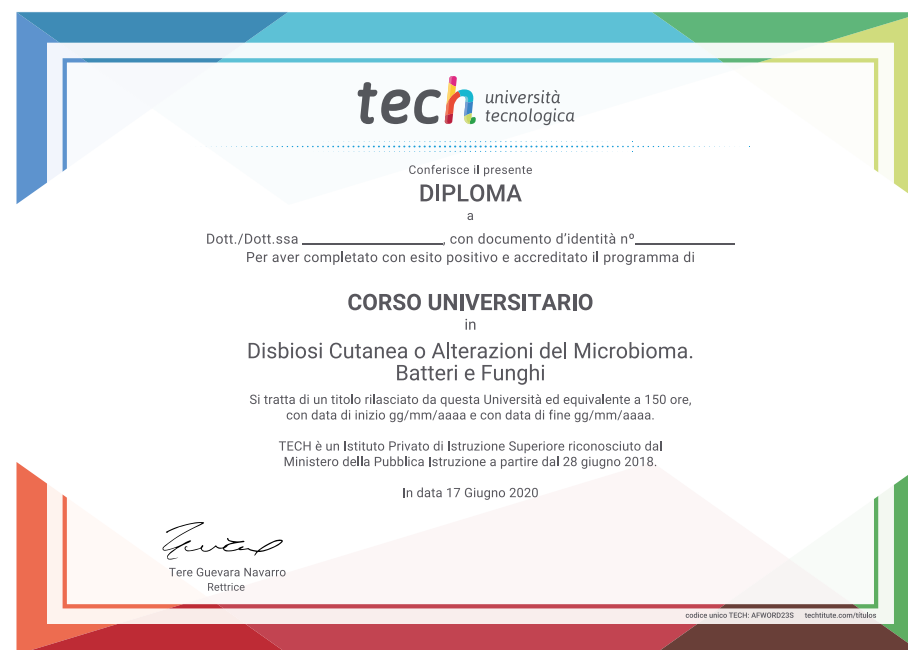 tech università
tecnologica
Conferisce il presente
DIPLOMA
a
Dott./Dott.ssa ____________________, con documento d'identità nº______________
Per aver completato con esito positivo e accreditato il programma di
CORSO UNIVERSITARIO
in
Disbiosi Cutanea o Alterazioni del Microbioma.
Batteri e Funghi
Si tratta di un titolo rilasciato da questa Università ed equivalente a 150 ore,
con data di inizio gg/mm/aaaa e con data di fine gg/mm/aaaa.
TECH è un Istituto Privato di Istruzione Superiore riconosciuto dal
Ministero della Pubblica Istruzione a partire dal 28 giugno 2018.
In data 17 Giugno 2020
Tere Guevara Navarro
Rettrice
codice unico TECH: AFWORD23S techtitute.com/titulos